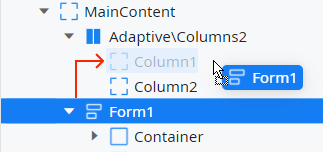 MainContent
Adaptive\Columns2
Column1
Form1
Column2
Form1
Container